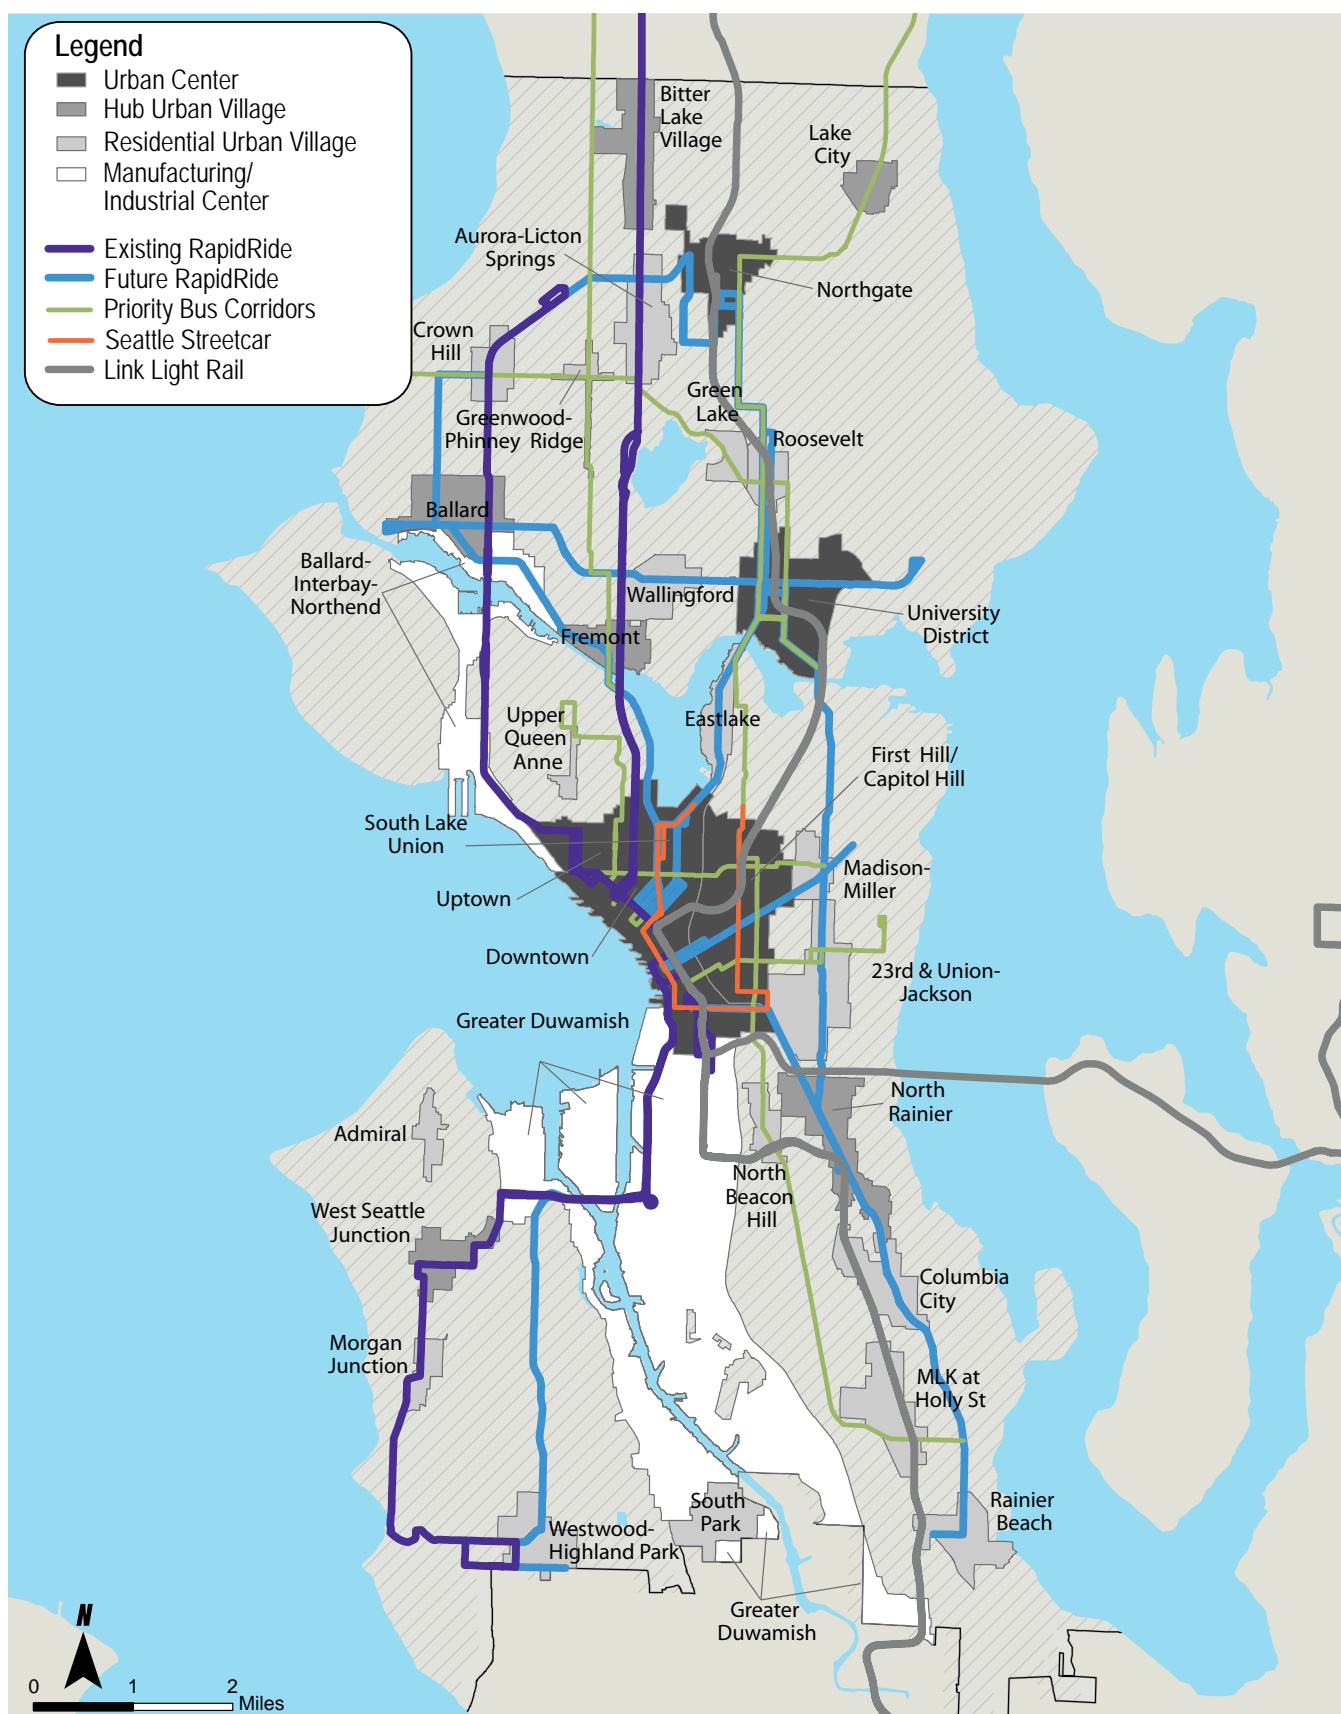 Legend
Urban Center
Hub Urban Village
Residential Urban Village
Manufacturing/
Industrial Center
Existing RapidRide
Future RapidRide
Priority Bus Corridors
Seattle Streetcar
Link Light Rail
Bitter
Lake
Village
Lake
City
Aurora-Licton
Springs
Northgate
Crown
Hill
Green
Lake
Greenwood-
Phinney Ridge
Roosevelt
Ballard
Ballard-
Interbay-
Northend
Wallingford
University
District
Fremont
Upper
Queen
Anne
Eastlake
First Hill/
Capitol Hill
South Lake
Union
Madison-
Miller
Uptown
Downtown
23rd & Union-
Jackson
Greater Duwamish
North
Rainier
Admiral
North
Beacon
Hill
West Seattle
Junction
Columbia
City
Morgan
Junction
MLK at
Holly St
South
Park
Rainier
Beach
Westwood-
Highland Park
Greater
Duwamish
N
0 1 2
Miles